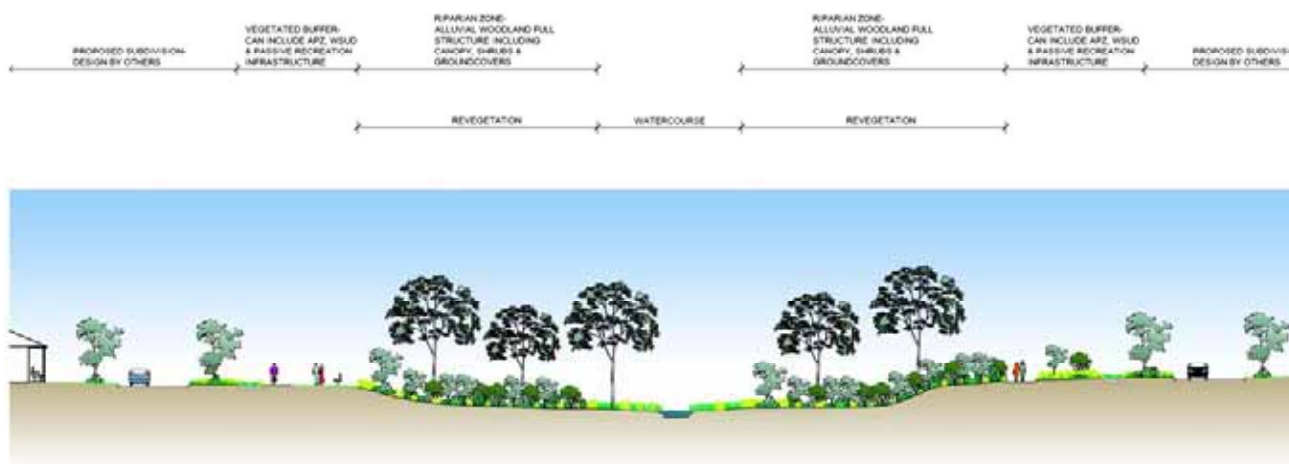 PROPOSED SUBDIVISION-
DESIGN BY OTHERS
VEGETATED BUFFER-
CAN INCLUDE APZ, WSUD
& PASSIVE RECREATION
INFRASTRUCTURE
RIPARIAN ZONE-
ALLUVIAL WOODLAND FULL
STRUCTURE INCLUDING
CANOPY, SHRUBS &
GROUNDCOVERS
RIPARIAN ZONE-
ALLUVIAL WOODLAND FULL
STRUCTURE INCLUDING
CANOPY, SHRUBS &
GROUNDCOVERS
VEGETATED BUFFER-
CAN INCLUDE APZ, WSUD
& PASSIVE RECREATION
INFRASTRUCTURE
PROPOSED SUBDIVIS
DESIGN BY OTHERS
REVEGETATION
WATERCOURSE
REVEGETATION